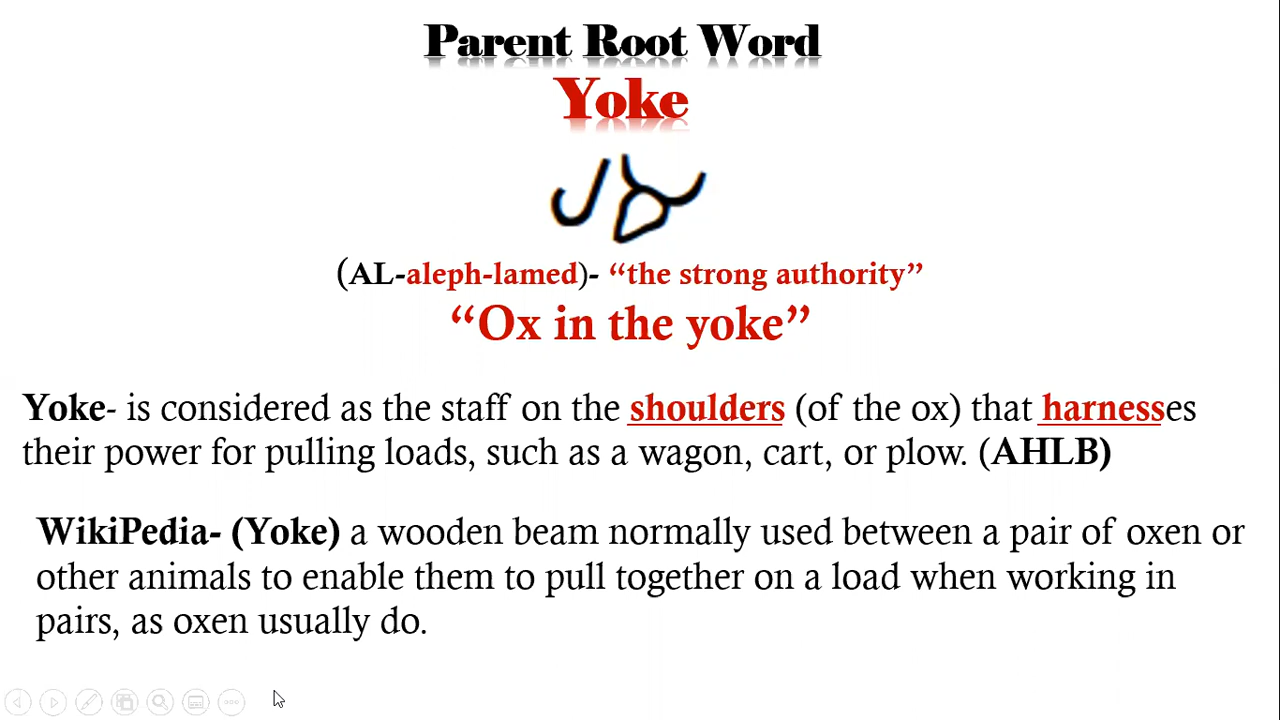 Parent Root Word
Yoke
(AL-aleph-lamed)- “the strong authority”
“Ox in the yoke”
Yoke- is considered as the staff on the shoulders (of the ox) that harnesses
their power for pulling loads, such as a wagon, cart, or plow. (AHLB)
WikiPedia- (Yoke) a wooden beam normally used between a pair of oxen or
other animals to enable them to pull together on a load when working in
pairs, as oxen usually do.